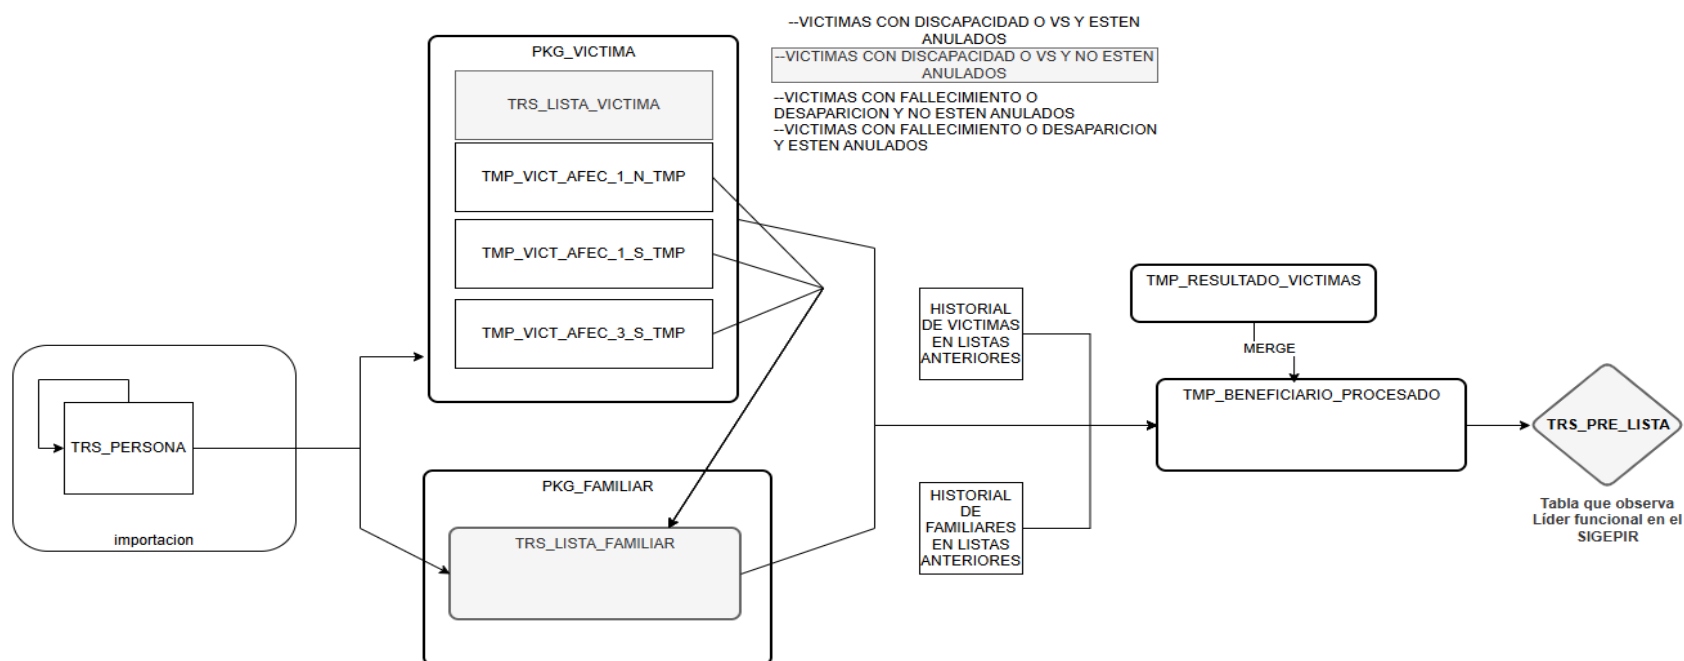 --VICTIMAS CON DISCAPACIDAD O VS Y ESTEN
ANULADOS
--VICTIMAS CON DISCAPACIDAD O VS Y NO ESTEN
ANULADOS
--VICTIMAS CON FALLECIMIENTO O
DESAPARICION Y NO ESTEN ANULADOS
--VICTIMAS CON FALLECIMIENTO O DESAPARICION
Y ESTEN ANULADOS
PKG_VICTIMA
TRS_LISTA_VICTIMA
TMP_VICT_AFEC_1_N_TMP
TMP_VICT_AFEC_1_S_TMP
TMP_VICT_AFEC_3_S_TMP
TRS_PERSONA
importacion
PKG_FAMILIAR
TRS_LISTA_FAMILIAR
HISTORIAL
DE VICTIMAS
EN LISTAS
ANTERIORES
HISTORIAL
DE
FAMILIARES
EN LISTAS
ANTERIORES
TMP_RESULTADO_VICTIMAS
MERGE
TMP_BENEFICIARIO_PROCESADO
TRS_PRE_LISTA
Tabla que observa
Líder funcional en el
SIGEPIR